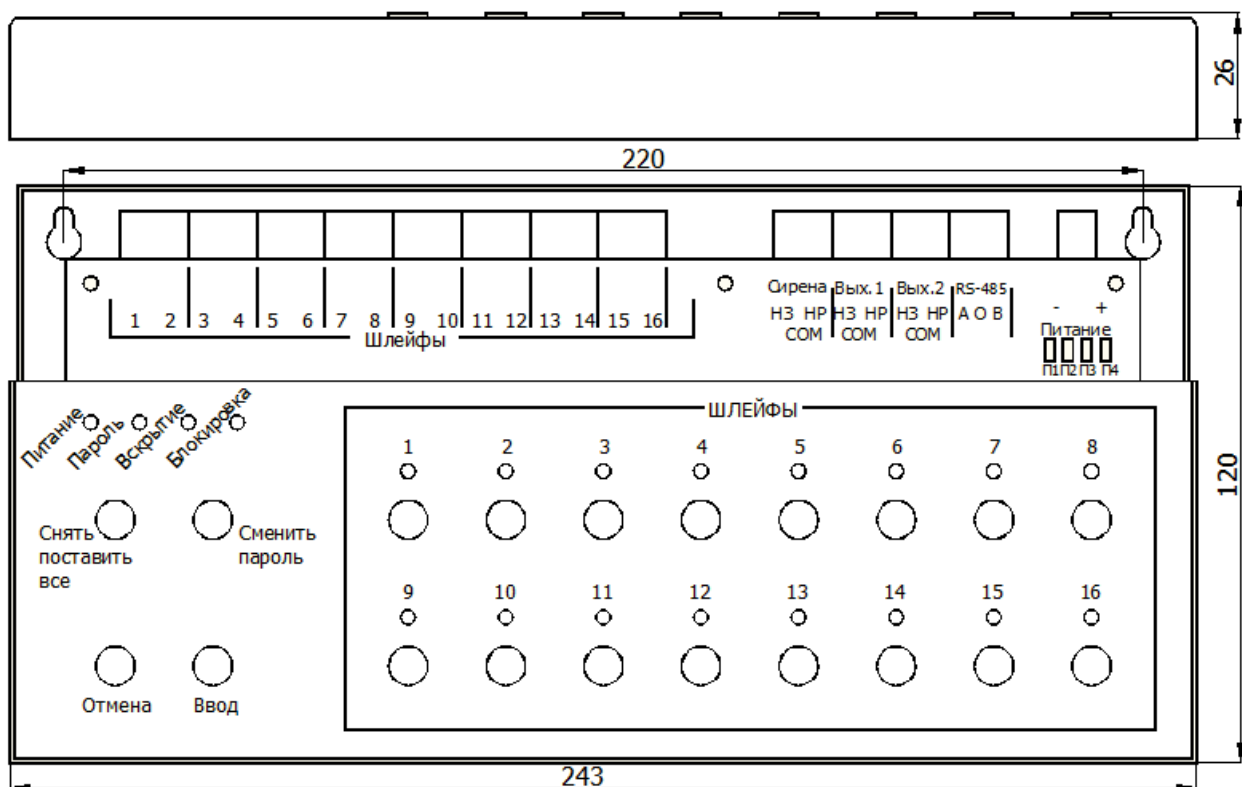 26
220
Сирена Вых.1 Вых.2 RS-485
НЗ НР НЗ НР НЗ НР А О В
СОМ СОМ СОМ
- +
Питание
П1 П2 П3 П4
1 2 3 4 5 6 7 8 9 10 11 12 13 14 15 16
Шлейфы
Питание
Пароль
Вскрытие
Блокировка
Снять
поставить
все
Сменить
пароль
Отмена
Ввод
ШЛЕЙФЫ
1 2 3 4 5 6 7 8
9 10 11 12 13 14 15 16
120
243